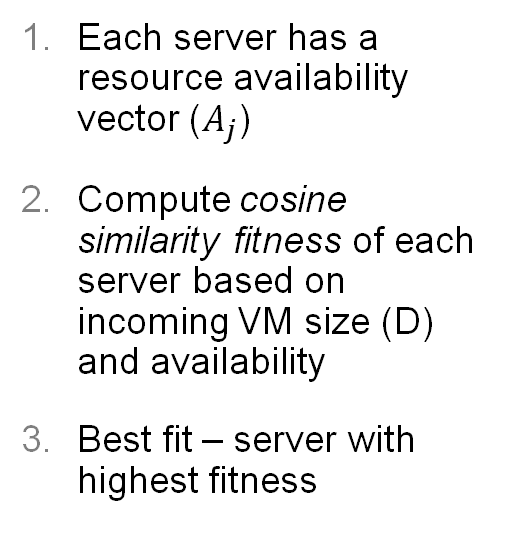 1. Each server has a
resource availability
vector (Aj)
2. Compute cosine
similarity fitness of each
server based on
incoming VM size (D)
and availability
3. Best fit – server with
highest fitness